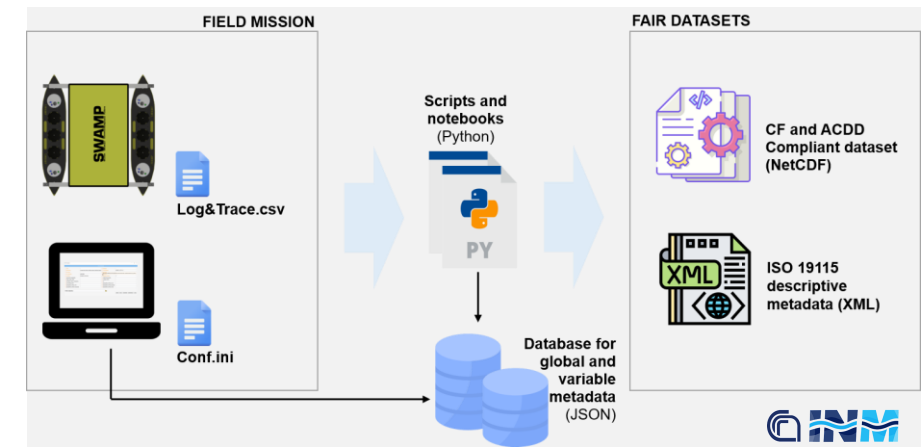 FIELD MISSION
SWAMP
Log&Trace.csv
Conf.ini
Scripts and
notebooks
(Python)
PY
Database for
global and
variable
metadata
(JSON)
FAIR DATASETS
</>
CF and ACDD
Compliant dataset
(NetCDF)
XML
ISO 19115
descriptive
metadata (XML)
INM